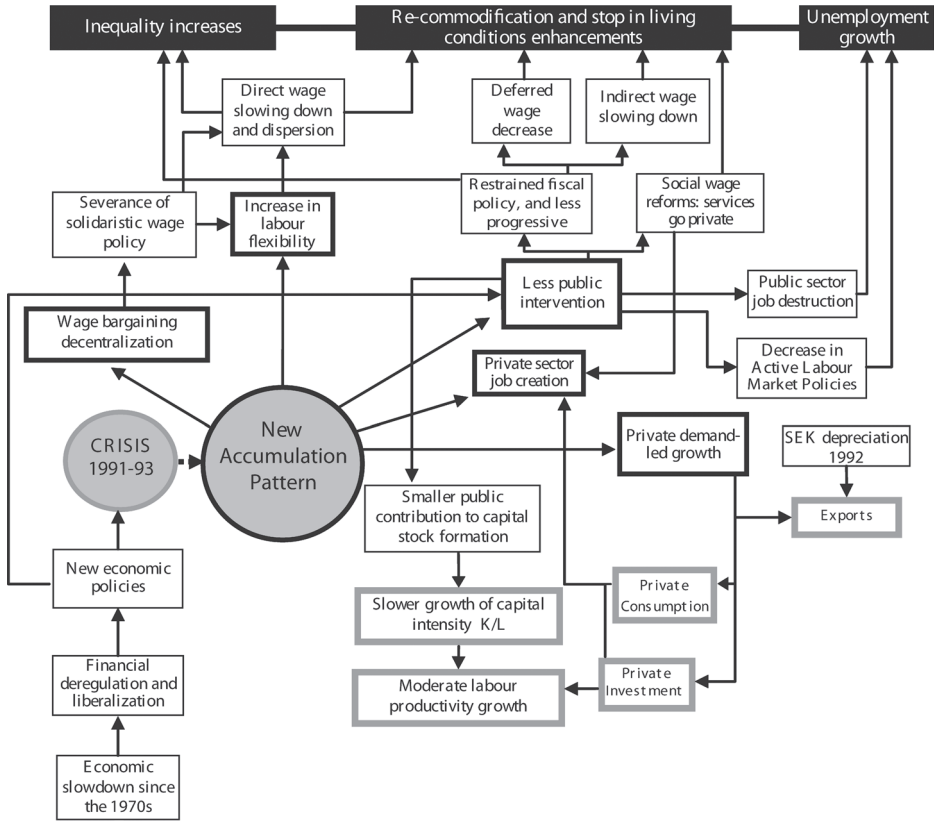 Inequality increases
Re-commodification and stop in living
conditions enhancements
Unemployment
growth
Direct wage
slowing down
and dispersion
Deferred
wage
decrease
Indirect wage
slowing down
Severance of
solidaristic wage
policy
Increase in
labour
flexibility
Restrained fiscal
policy, and less
progressive
Social wage
reforms: services
go private
Less public
intervention
Public sector
job destruction
Wage bargaining
decentralization
Private sector
job creation
Decrease in
Active Labour
Market Policies
CRISIS
1991-93
New
Accumulation
Pattern
Private demand-
led growth
SEK depreciation
1992
Smaller public
contribution to capital
stock formation
Exports
New economic
policies
Private
Consumption
Slower growth of capital
intensity K/L
Financial
deregulation and
liberalization
Private
Investment
Moderate labour
productivity growth
Economic
slowdown since
the 1970s